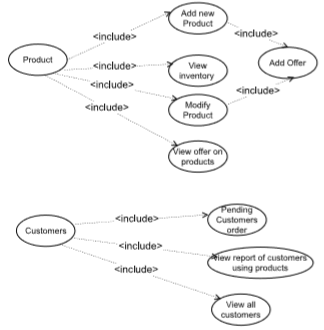 Add new
Product
<include>
<include>
Product
<include>
View
inventory
Add Offer
<include>
<include>
Modify
Product
<include>
View offer on
products
Pending
Customers
order
<include>
Customers
<include>
View report of customers
using products
<include>
View all
customers